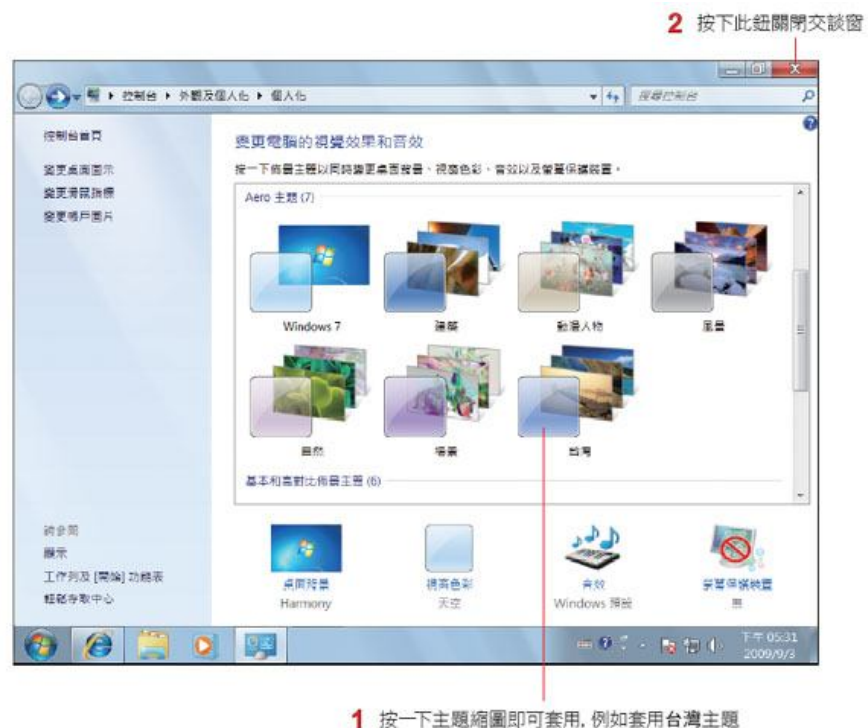 2 按下此鈕關閉交談窗
控制台 ▸ 外觀及個人化 ▸ 個人化
搜尋控制台
控制台首頁
變更桌面圖示
變更滑鼠指標
變更帳戶圖片
變更電腦的視覺效果和音效
按一下佈景主題以同時變更桌面背景、視窗色彩、音效以及螢幕保護裝置。
Aero 主題 (7)
Windows 7
建築
動漫人物
風景
自然
場景
台灣
基本和高對比佈景主題 (6)
請參閱
顯示
工作列及 [開始] 功能表
輕鬆存取中心
桌面背景
Harmony
視窗色彩
天空
音效
Windows 預設
螢幕保護裝置
無
下午 05:31
2009/9/3
1 按一下主題縮圖即可套用, 例如套用台灣主題